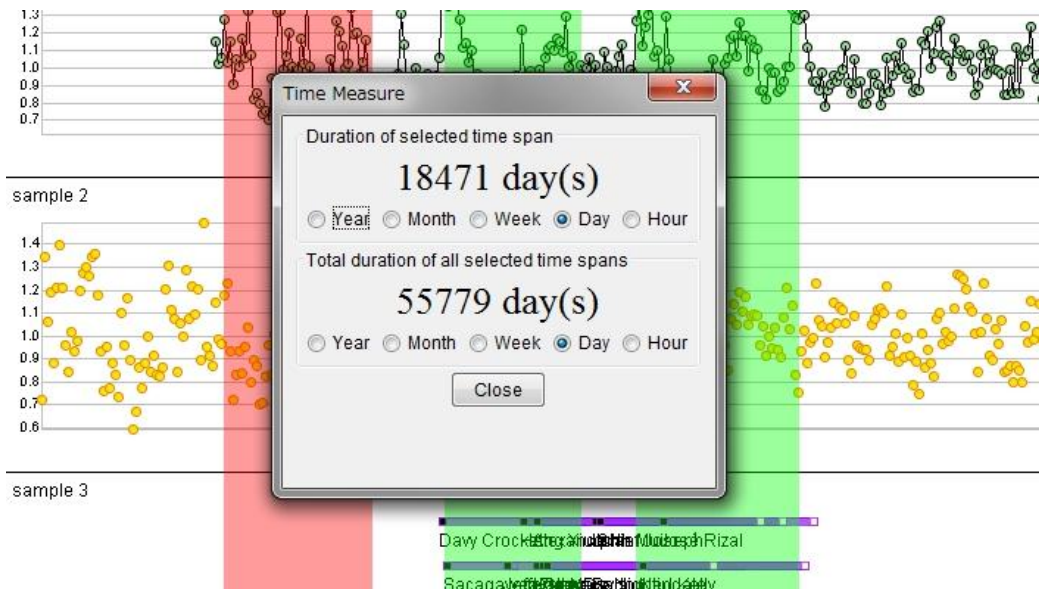 1.3
1.2
1.1
1.0
0.9
0.8
0.7
Time Measure
Duration of selected time span
18471 day(s)
Year Month Week Day Hour
Total duration of all selected time spans
55779 day(s)
Year Month Week Day Hour
Close
sample 2
1.4
1.3
1.2
1.1
1.0
0.9
0.8
0.7
0.6
sample 3
Davy Crockett Rizal